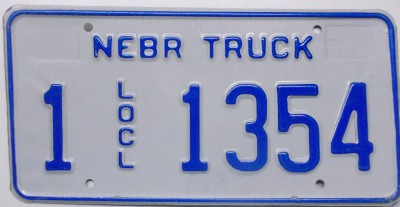 NEBR TRUCK
1 LOCL 1354